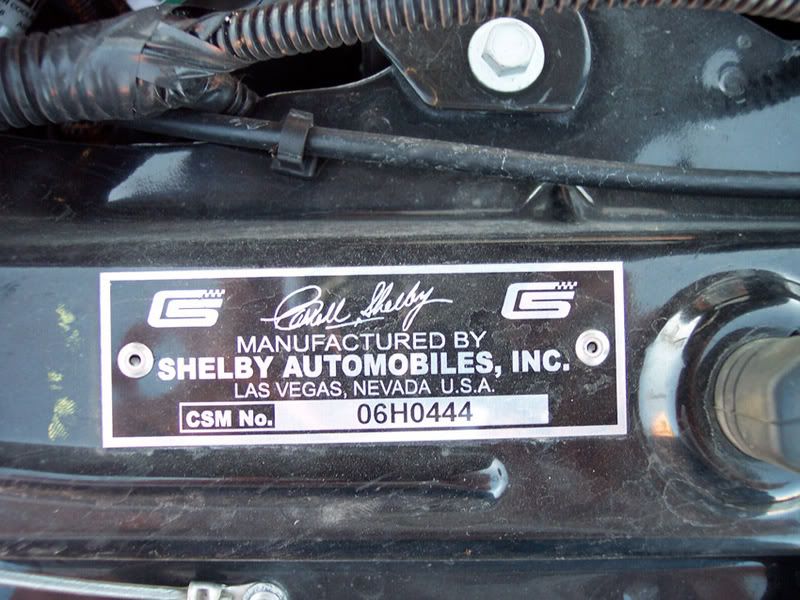 CS Carroll Shelby CS
MANUFACTURED BY
SHELBY AUTOMOBILES, INC.
LAS VEGAS, NEVADA U.S.A.
CSM No. 06H0444